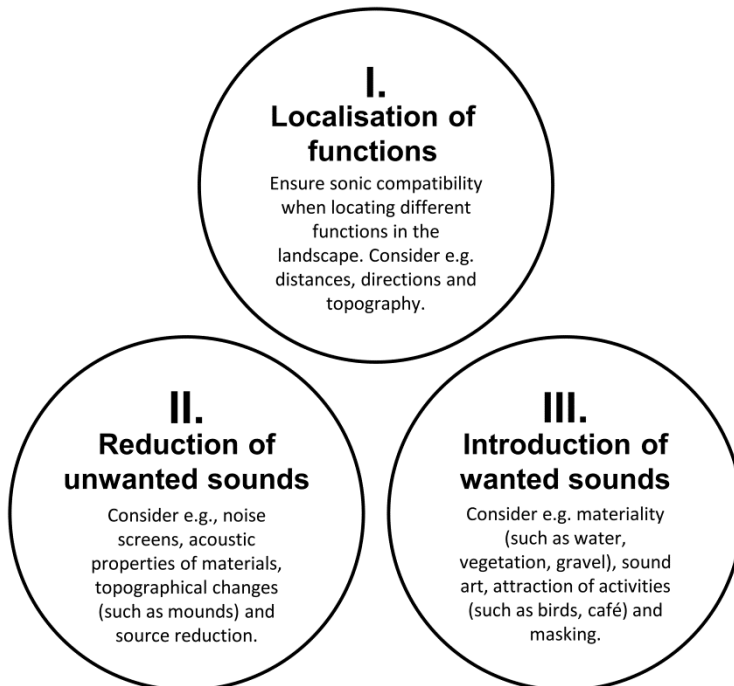 I.
Localisation of
functions
Ensure sonic compatibility
when locating different
functions in the
landscape. Consider e.g.
distances, directions and
topography.
II.
Reduction of
unwanted sounds
Consider e.g., noise
screens, acoustic
properties of materials,
topographical changes
(such as mounds) and
source reduction.
III.
Introduction of
wanted sounds
Consider e.g. materiality
(such as water,
vegetation, gravel), sound
art, attraction of activities
(such as birds, café) and
masking.